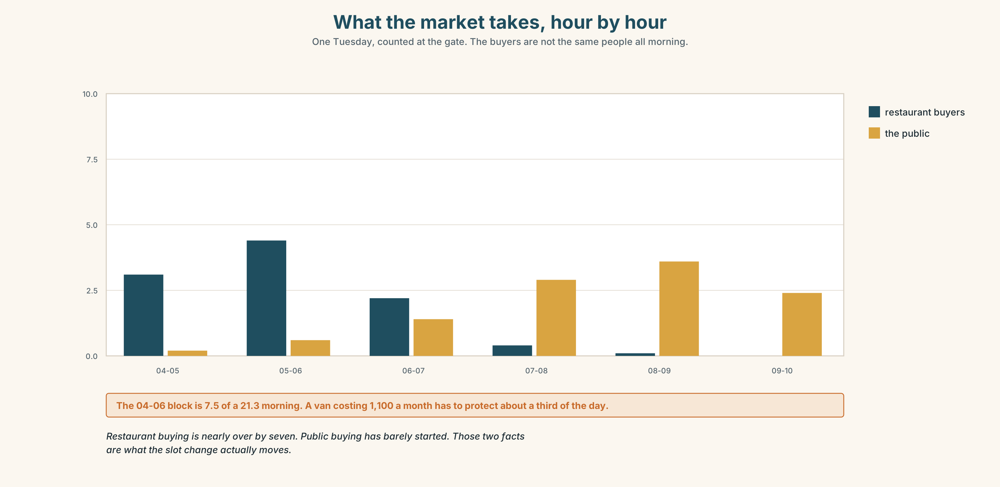 What the market takes, hour by hour
One Tuesday, counted at the gate. The buyers are not the same people all morning.
10.0
7.5
5.0
2.5
0.0
04-05
05-06
06-07
07-08
08-09
09-10
restaurant buyers
the public
The 04-06 block is 7.5 of a 21.3 morning. A van costing 1,100 a month has to protect about a third of the day.
Restaurant buying is nearly over by seven. Public buying has barely started. Those two facts
are what the slot change actually moves.